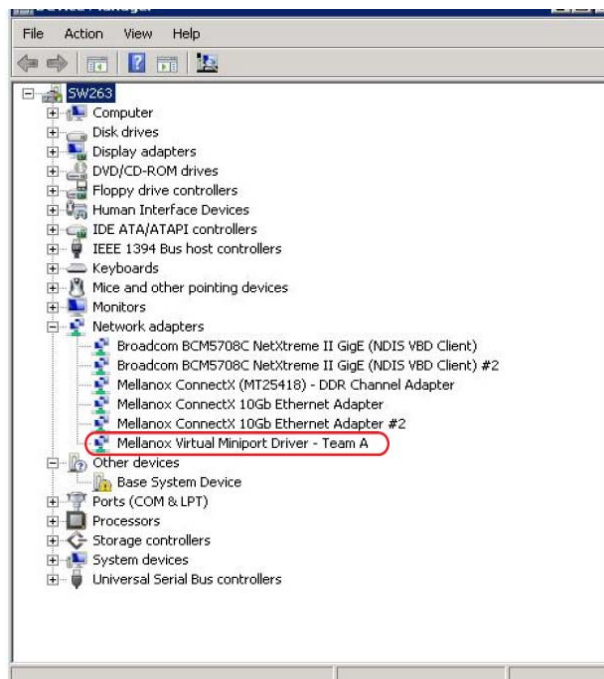 Device Manager
File Action View Help
SW263
Computer
Disk drives
Display adapters
DVD/CD-ROM drives
Floppy drive controllers
Human Interface Devices
IDE ATA/ATAPI controllers
IEEE 1394 Bus host controllers
Keyboards
Mice and other pointing devices
Monitors
Network adapters
Broadcom BCM5708C NetXtreme II GigE (NDIS VBD Client)
Broadcom BCM5708C NetXtreme II GigE (NDIS VBD Client) #2
Mellanox ConnectX (MT25418) - DDR Channel Adapter
Mellanox ConnectX 10Gb Ethernet Adapter
Mellanox ConnectX 10Gb Ethernet Adapter #2
Mellanox Virtual Miniport Driver - Team A
Other devices
Base System Device
Ports (COM & LPT)
Processors
Storage controllers
System devices
Universal Serial Bus controllers